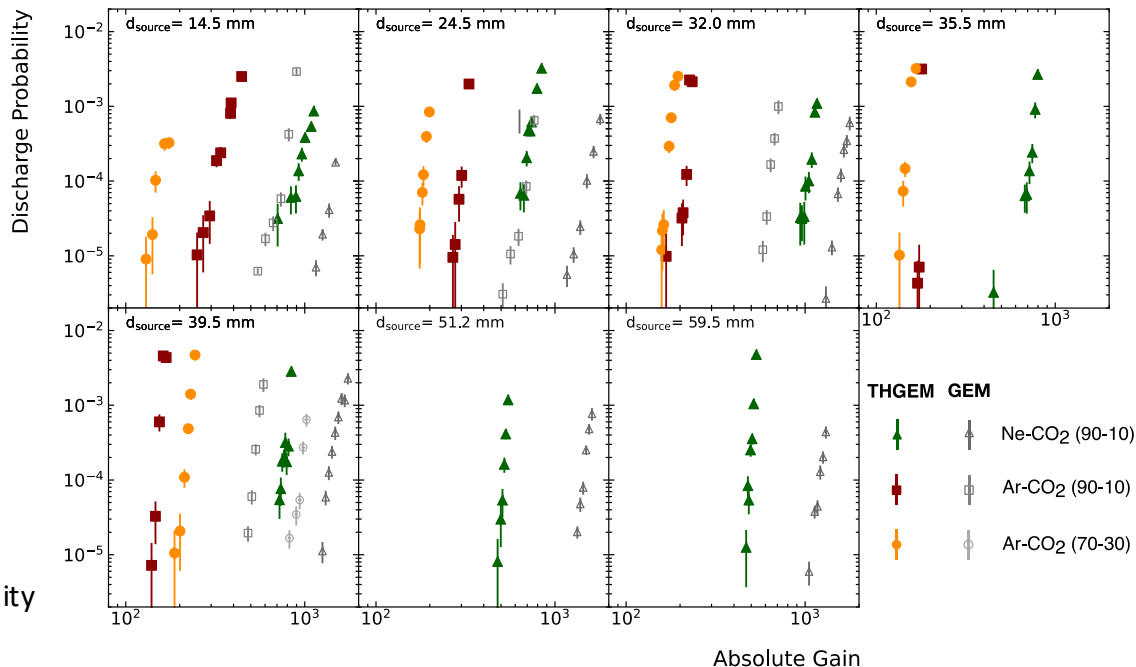 d_source = 14.5 mm
d_source = 24.5 mm
d_source = 32.0 mm
d_source = 35.5 mm
10⁻²
10⁻³
10⁻⁴
10⁻⁵
Discharge Probability
10² 10³
d_source = 39.5 mm
d_source = 51.2 mm
d_source = 59.5 mm
10⁻²
10⁻³
10⁻⁴
10⁻⁵
THGEM GEM
Ne-CO₂ (90-10)
Ar-CO₂ (90-10)
Ar-CO₂ (70-30)
ity
10² 10³ 10² 10³ 10² 10³
Absolute Gain